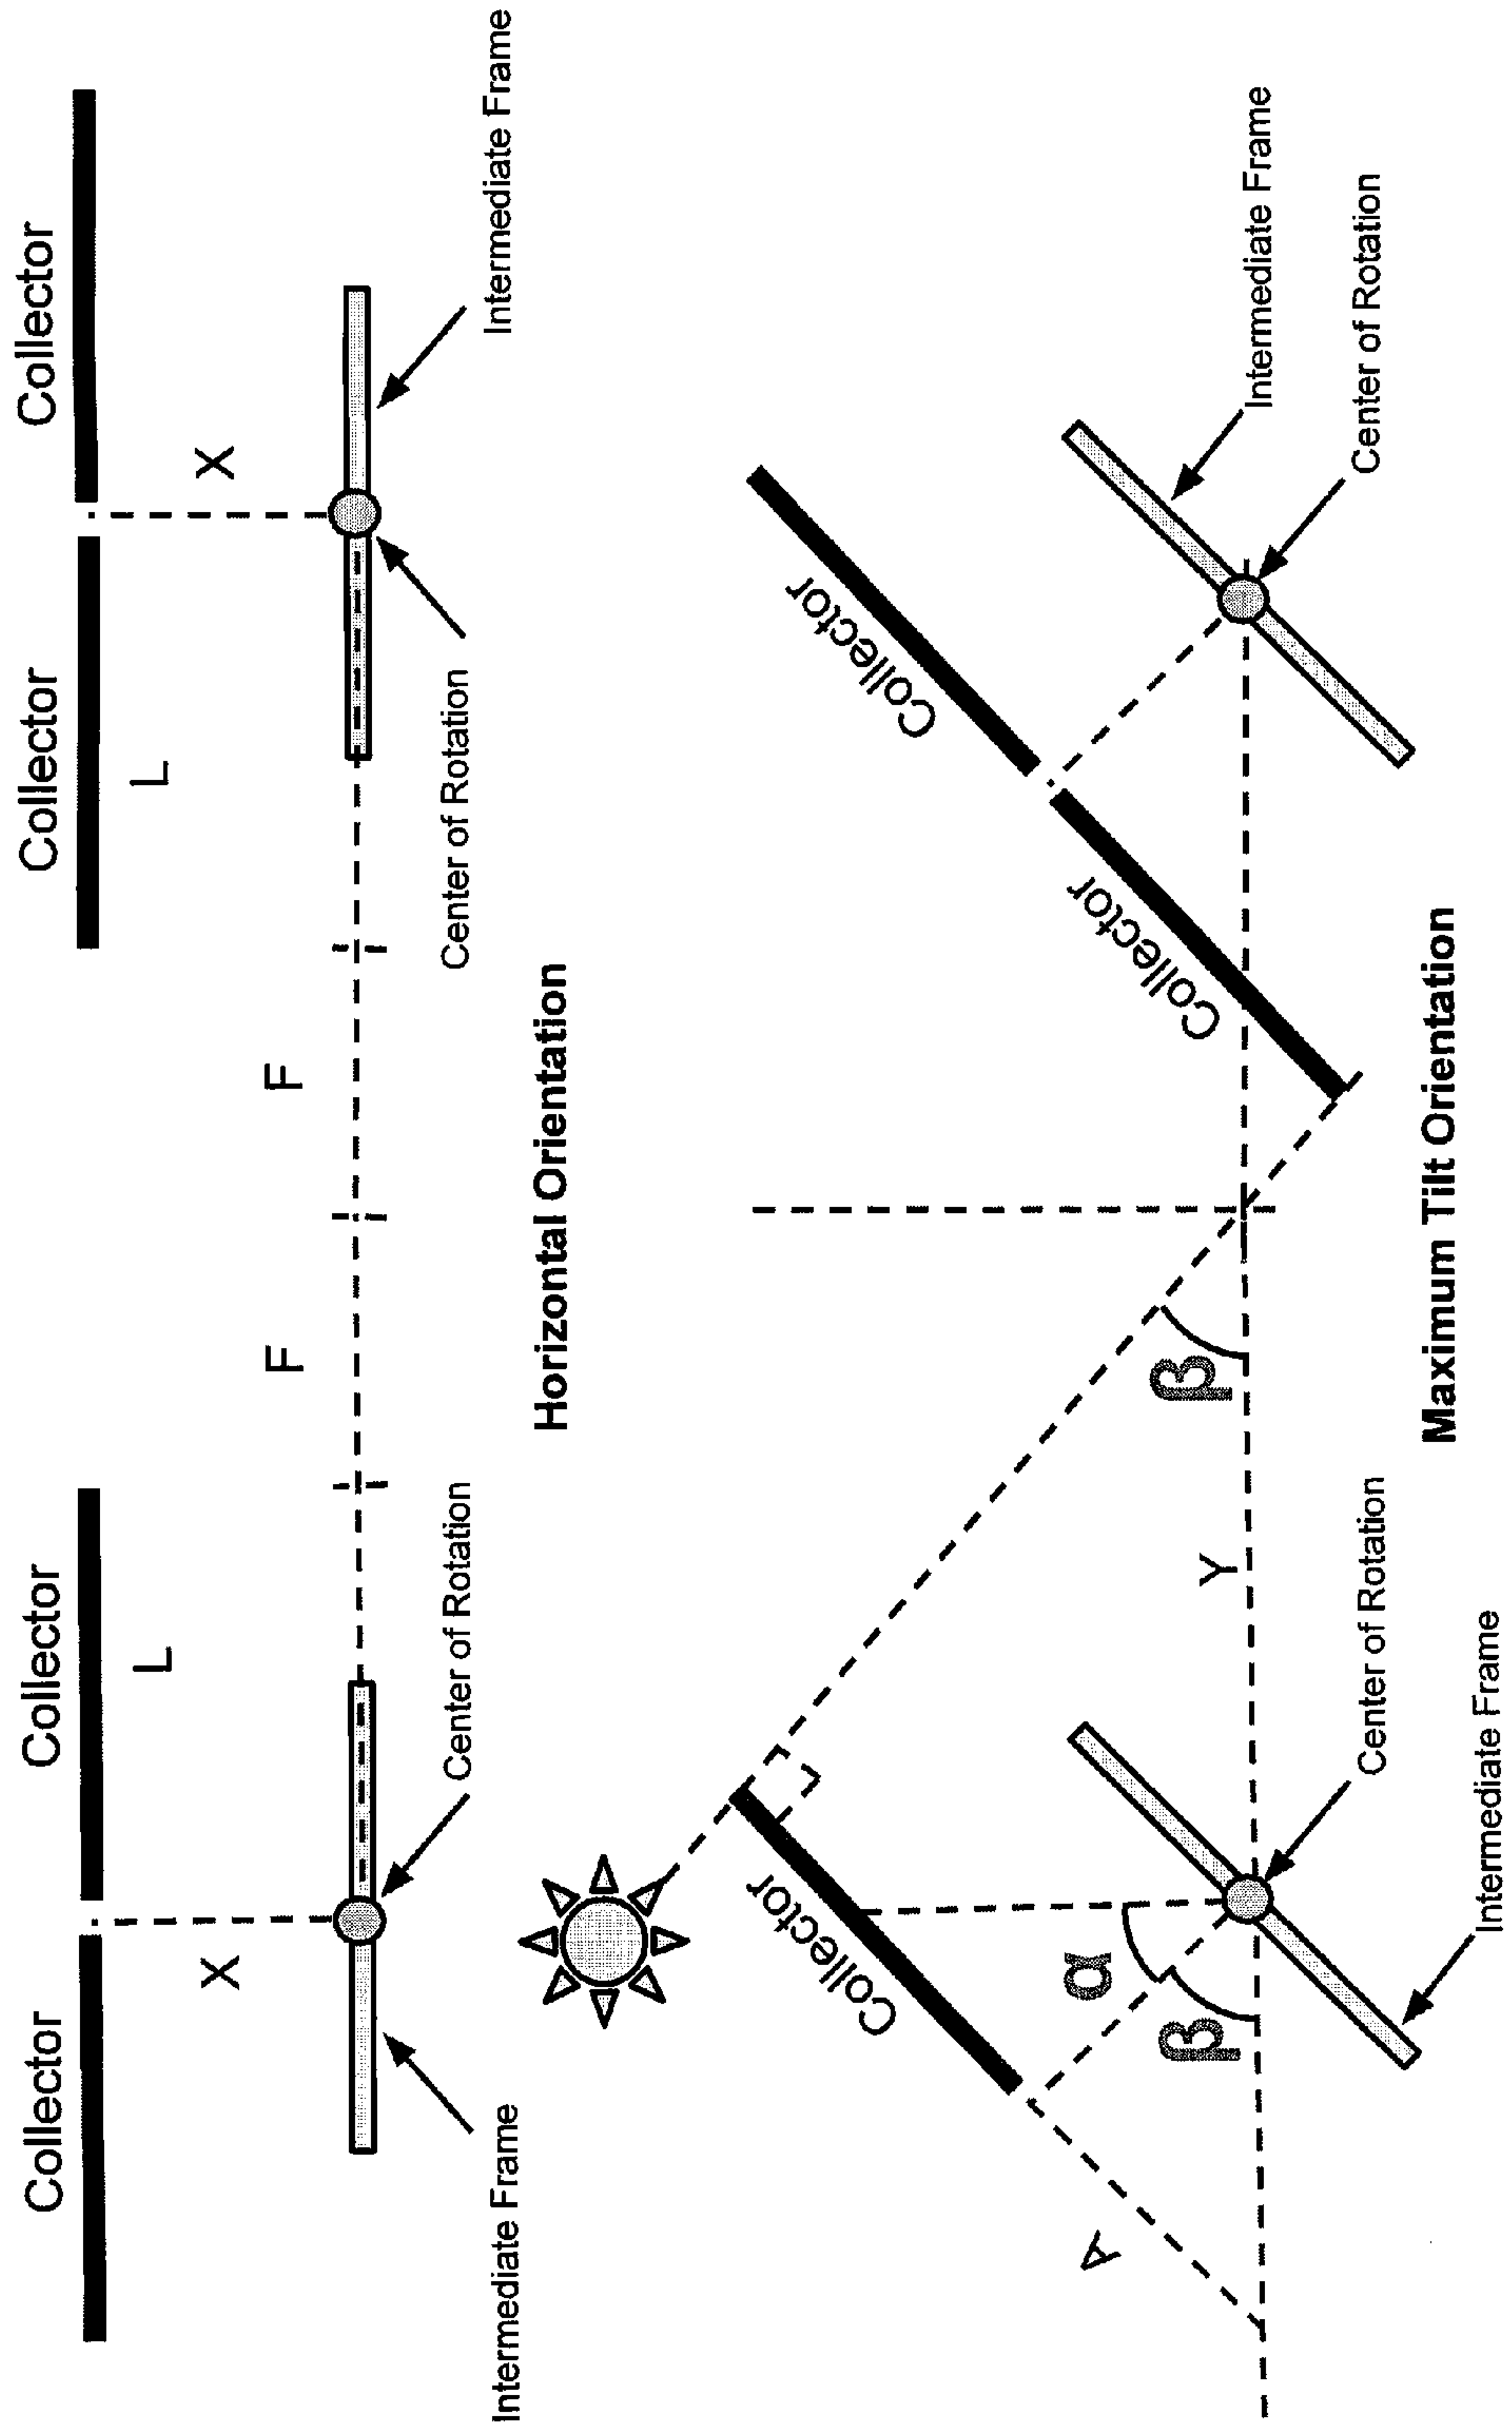 Collector
Collector
Collector
Collector
L
L
X
X
F
F
Intermediate Frame
Center of Rotation
Center of Rotation
Intermediate Frame
Horizontal Orientation
Collector
Collector
Collector
A
α
β
β
Y
Intermediate Frame
Center of Rotation
Intermediate Frame
Center of Rotation
Maximum Tilt Orientation